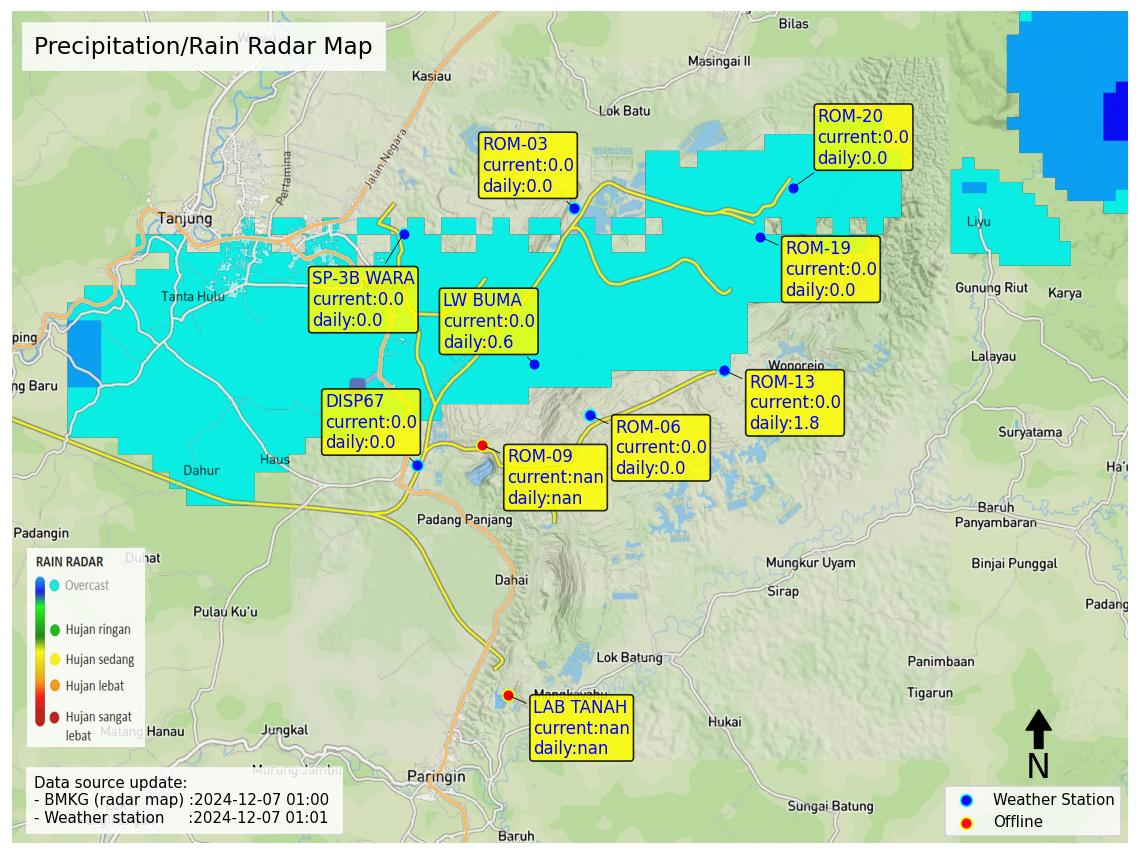 Precipitation/Rain Radar Map
Bilas
Masingai II
Kasiau
Lok Batu
Jalan Negara
Pertamina
Tanjung
Tanta Hulu
ROM-20
current:0.0
daily:0.0
ROM-03
current:0.0
daily:0.0
ROM-19
current:0.0
daily:0.0
SP-3B WARA
current:0.0
daily:0.0
LW BUMA
current:0.0
daily:0.6
Liyu
Gunung Riut
Karya
Lalayau
Wonorejo
ROM-13
current:0.0
daily:1.8
ping
ng Baru
DISP67
current:0.0
daily:0.0
ROM-06
current:0.0
daily:0.0
ROM-09
current:nan
daily:nan
Suryatama
Ha'u
Haus
Dahur
Padang Panjang
Baruh
Panyambaran
Padangin
Duhat
Binjai Punggal
Mungkur Uyam
Sirap
Padang
Dahai
Pulau Ku'u
RAIN RADAR
Overcast
Hujan ringan
Hujan sedang
Hujan lebat
Hujan sangat
lebat
Lok Batung
Panimbaan
Tigarun
Mangkayahu
LAB TANAH
current:nan
daily:nan
Hukai
Matang Hanau
Jungkal
Murung Jambu
Paringin
Sungai Batung
Baruh
Data source update:
- BMKG (radar map) :2024-12-07 01:00
- Weather station :2024-12-07 01:01
N
Weather Station
Offline